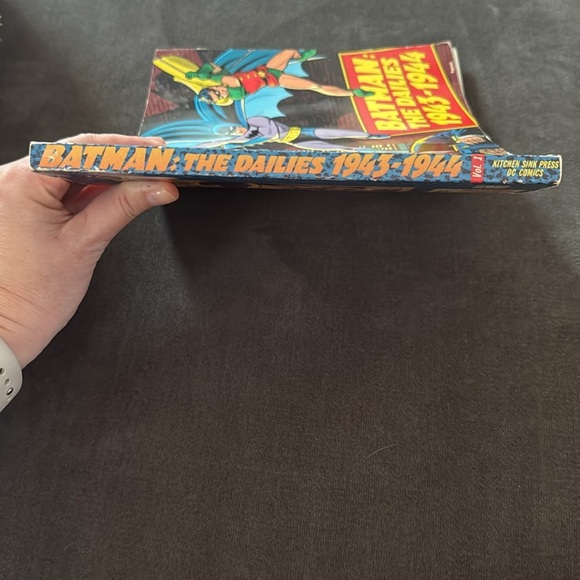 BATMAN:
THE DAILIES
1943-1944
BATMAN: THE DAILIES 1943-1944 Vol. 1
KITCHEN SINK PRESS
DC COMICS